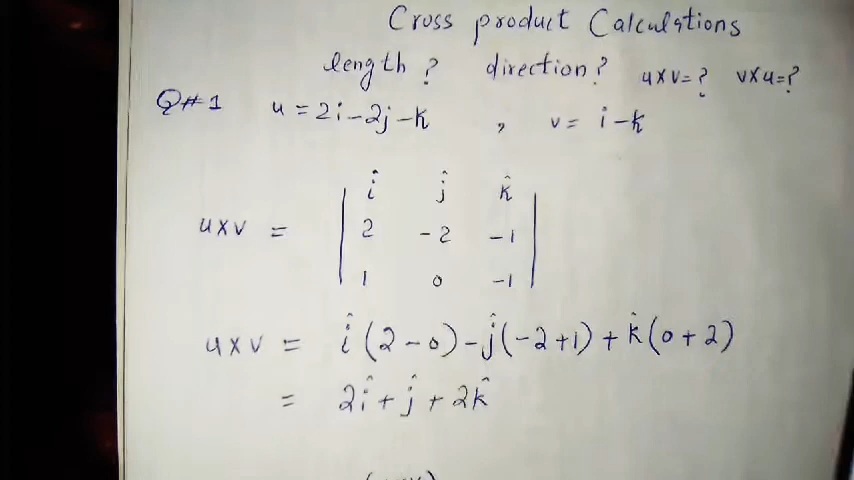 Cross product Calculations
length ? direction? u×v=? v×u=?
Q#1 u = 2i-2j-k , v = i-k
î ĵ k̂
u×v = 2 -2 -1
1 0 -1
u×v = î(2-0)-ĵ(-2+1)+k̂(0+2)
= 2î+ĵ+2k̂